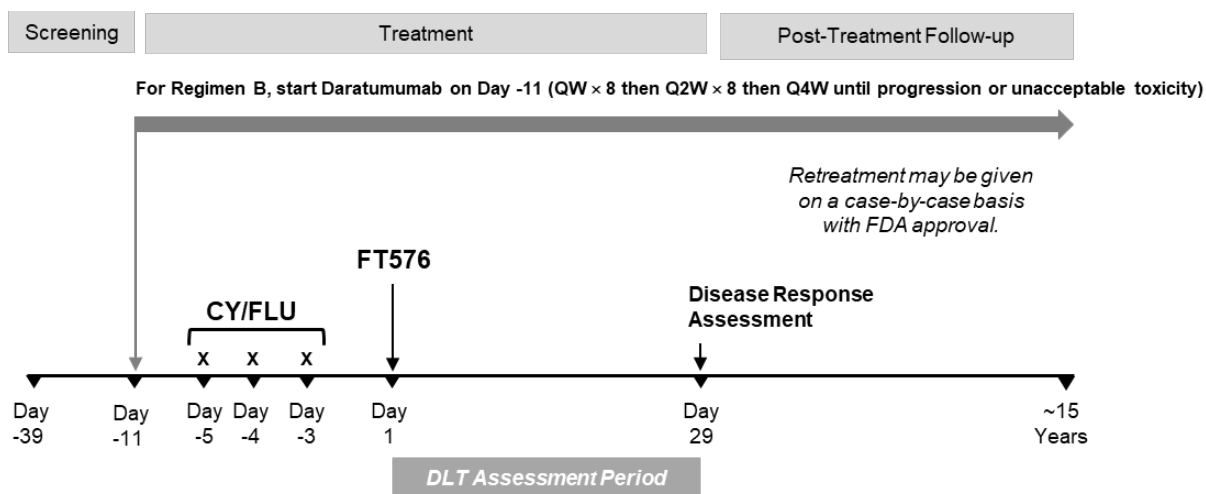 Screening
Treatment
Post-Treatment Follow-up
For Regimen B, start Daratumumab on Day -11 (QW × 8 then Q2W × 8 then Q4W until progression or unacceptable toxicity)
Retreatment may be given
on a case-by-case basis
with FDA approval.
FT576
CY/FLU
Disease Response
Assessment
x x x
Day
-39
Day
-11
Day
-5
Day
-4
Day
-3
Day
1
Day
29
~15
Years
DLT Assessment Period